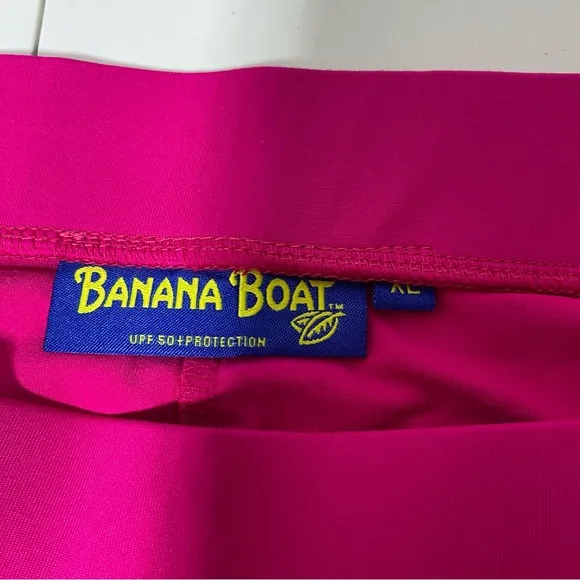 BANANA BOAT™
UPF 50+PROTECTION
XL